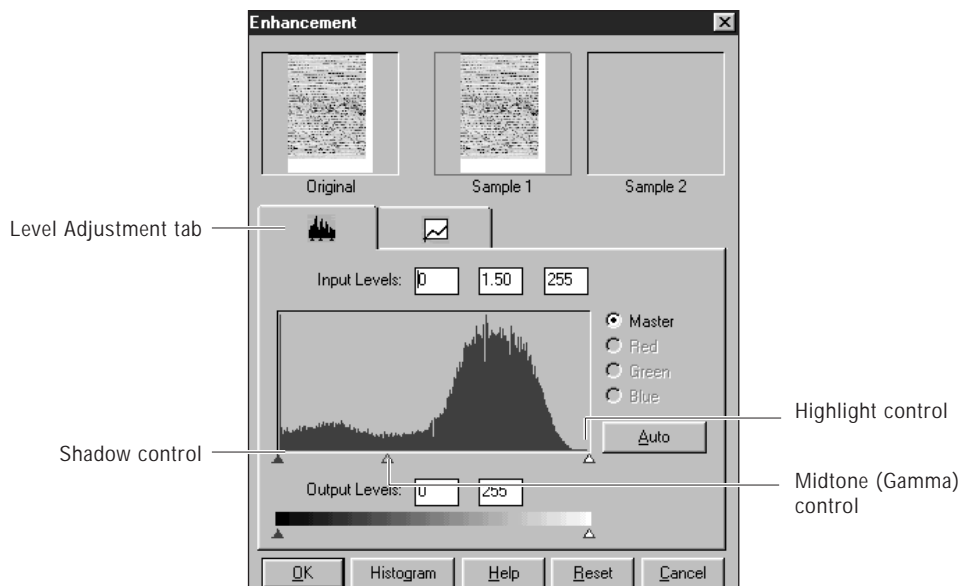 Enhancement
Original
Sample 1
Sample 2
Level Adjustment tab
Input Levels: 0 1.50 255
Master
Red
Green
Blue
Highlight control
Auto
Shadow control
Midtone (Gamma)
control
Output Levels: 0 255
OK Histogram Help Reset Cancel